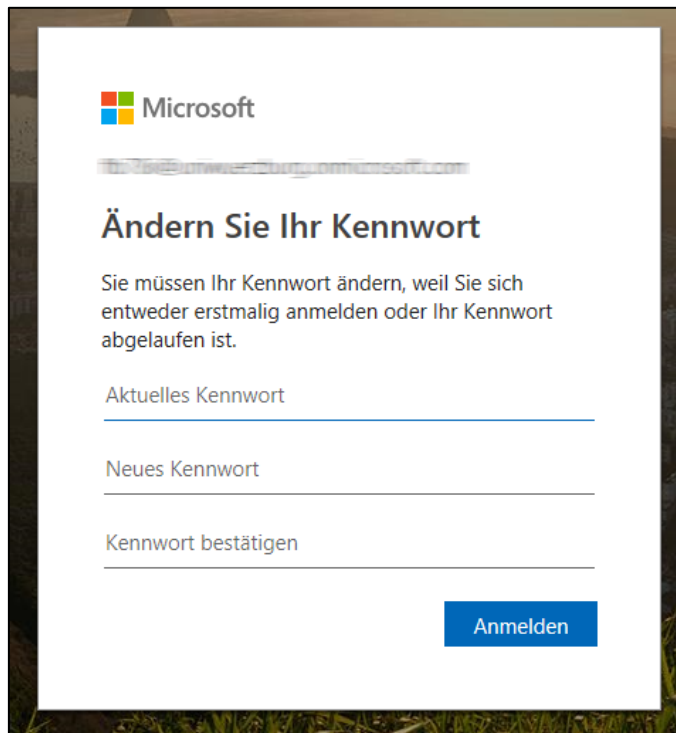 Microsoft
Ändern Sie Ihr Kennwort
Sie müssen Ihr Kennwort ändern, weil Sie sich
entweder erstmalig anmelden oder Ihr Kennwort
abgelaufen ist.
Aktuelles Kennwort
Neues Kennwort
Kennwort bestätigen
Anmelden